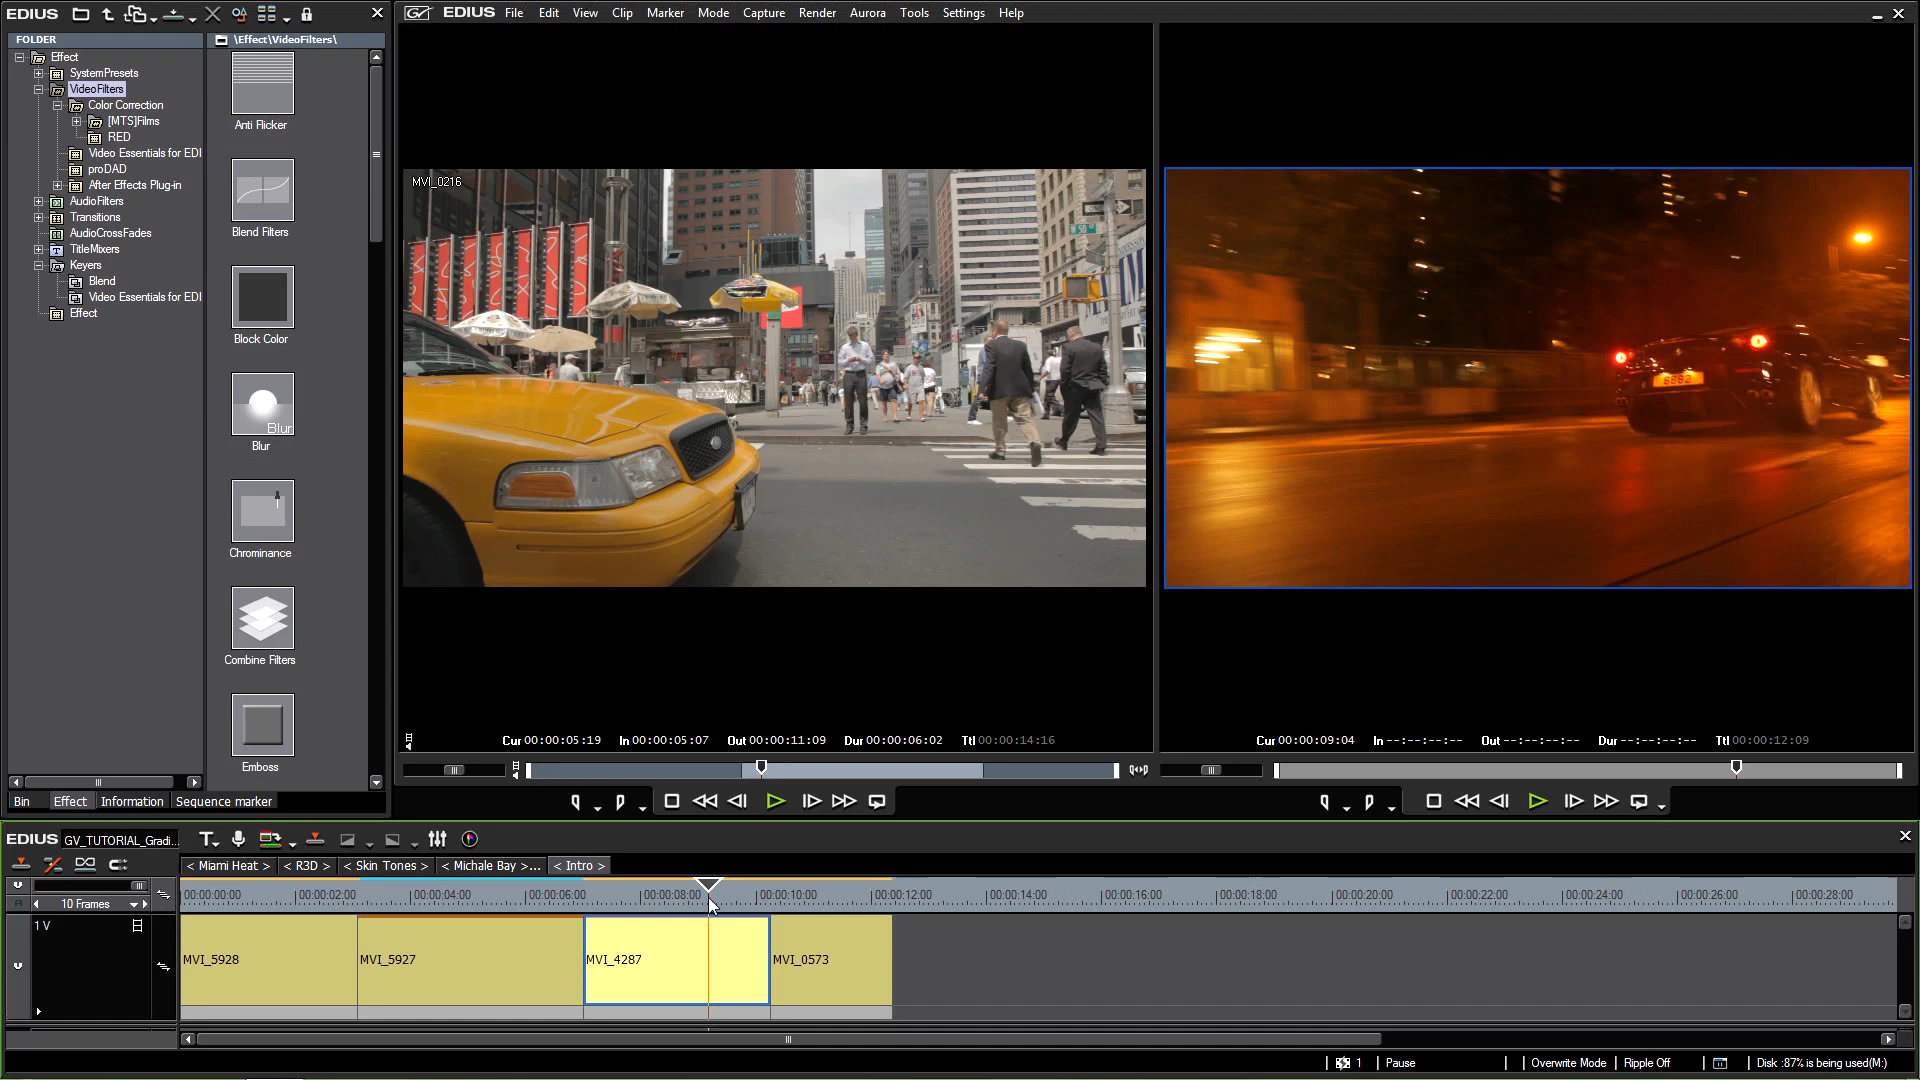 EDIUS
FOLDER
Effect
SystemPresets
VideoFilters
Color Correction
[MTS]Films
RED
Video Essentials for EDI
proDAD
After Effects Plug-in
AudioFilters
Transitions
AudioCrossFades
TitleMixers
Keyers
Blend
Video Essentials for EDI
Effect
\Effect\VideoFilters\
Anti Flicker
Blend Filters
Block Color
Blur
Blur
Chrominance
Combine Filters
Emboss
Bin Effect Information Sequence marker
EDIUS File Edit View Clip Marker Mode Capture Render Aurora Tools Settings Help
MVI_0216
W 50 St
6882
Cur 00:00:05:19 In 00:00:05:07 Out 00:00:11:09 Dur 00:00:06:02 Ttl 00:00:14:16
Cur 00:00:09:04 In --:--:--:-- Out --:--:--:-- Dur --:--:--:-- Ttl 00:00:12:09
EDIUS GV_TUTORIAL_Gradi...
< Miami Heat > < R3D > < Skin Tones > < Michale Bay >... < Intro >
10 Frames
00:00:00:00 00:00:02:00 00:00:04:00 00:00:06:00 00:00:08:00 00:00:10:00 00:00:12:00 00:00:14:00 00:00:16:00 00:00:18:00 00:00:20:00 00:00:22:00 00:00:24:00 00:00:26:00 00:00:28:00
1 V
MVI_5928 MVI_5927 MVI_4287 MVI_0573
1 Pause Overwrite Mode Ripple Off Disk :87% is being used(M:)